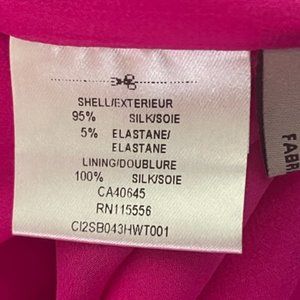 SHELL/EXTERIEUR
95% SILK/SOIE
5% ELASTANE/
ELASTANE
LINING/DOUBLURE
100% SILK/SOIE
CA40645
RN115556
CI2SB043HWT001
FABR